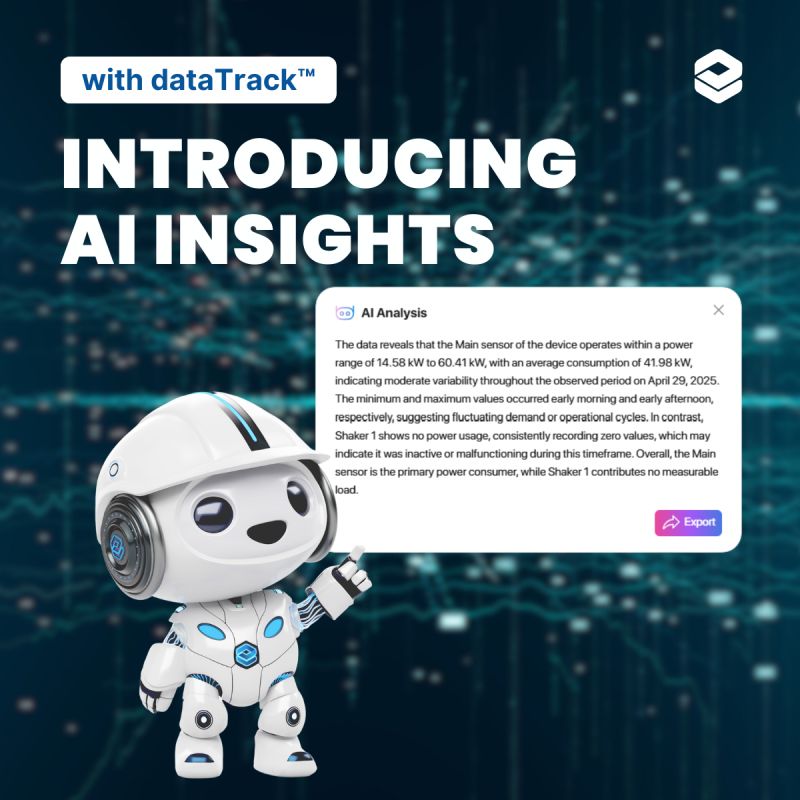 with dataTrack™
INTRODUCING
AI INSIGHTS
AI Analysis
The data reveals that the Main sensor of the device operates within a power
range of 14.58 kW to 60.41 kW, with an average consumption of 41.98 kW,
indicating moderate variability throughout the observed period on April 29, 2025.
The minimum and maximum values occurred early morning and early afternoon,
respectively, suggesting fluctuating demand or operational cycles. In contrast,
Shaker 1 shows no power usage, consistently recording zero values, which may
indicate it was inactive or malfunctioning during this timeframe. Overall, the Main
sensor is the primary power consumer, while Shaker 1 contributes no measurable
load.
Export